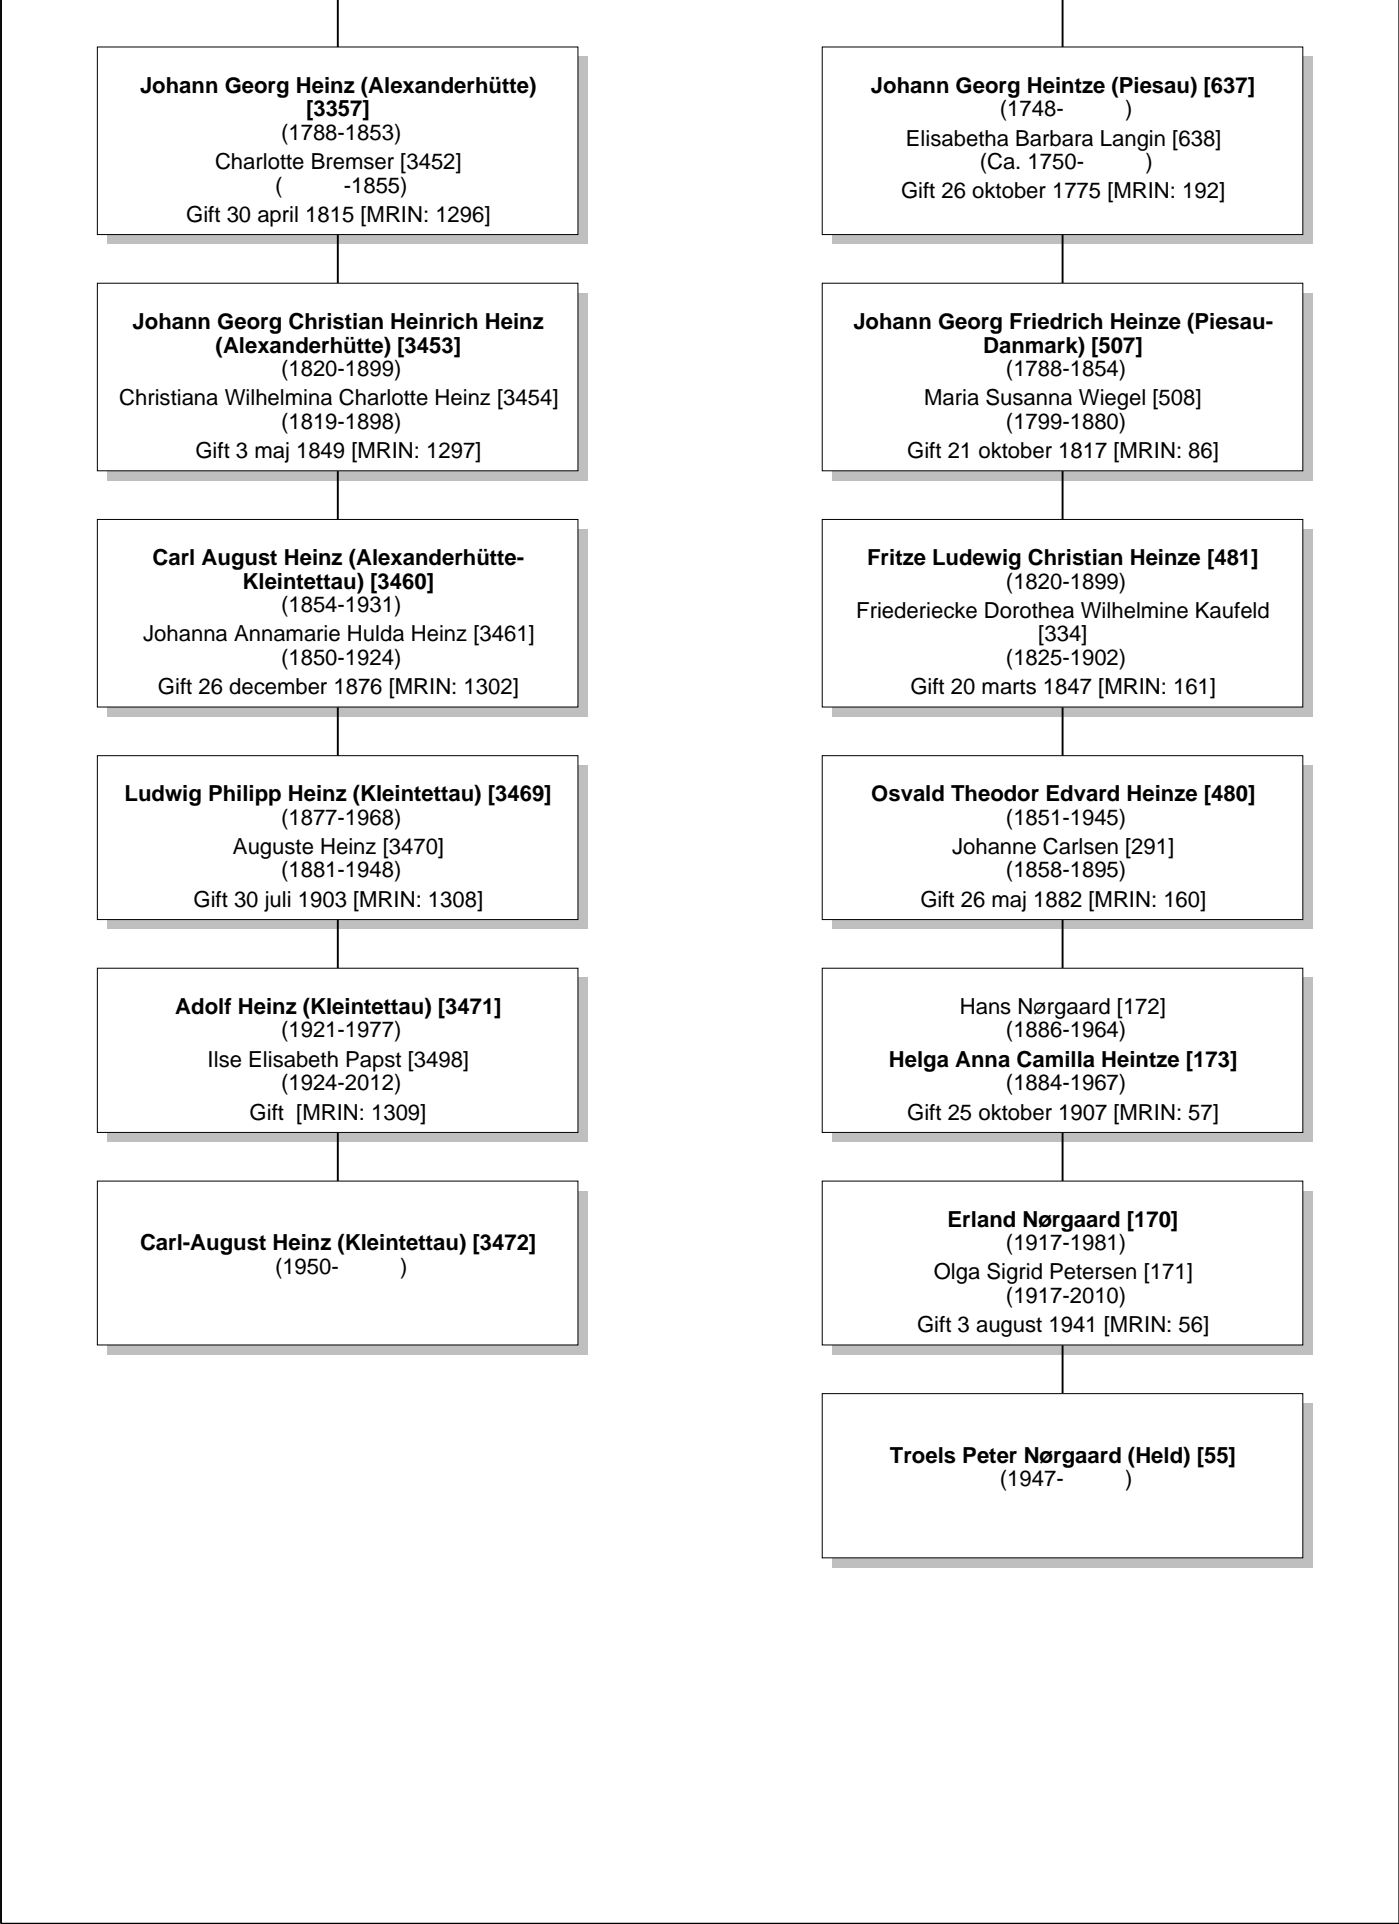 Johann Georg Heinz (Alexanderhütte)
[3357]
(1788-1853)
Charlotte Bremser [3452]
(          -1855)
Gift 30 april 1815 [MRIN: 1296]
Johann Georg Christian Heinrich Heinz
(Alexanderhütte) [3453]
(1820-1899)
Christiana Wilhelmina Charlotte Heinz [3454]
(1819-1898)
Gift 3 maj 1849 [MRIN: 1297]
Carl August Heinz (Alexanderhütte-
Kleintettau) [3460]
(1854-1931)
Johanna Annamarie Hulda Heinz [3461]
(1850-1924)
Gift 26 december 1876 [MRIN: 1302]
Ludwig Philipp Heinz (Kleintettau) [3469]
(1877-1968)
Auguste Heinz [3470]
(1881-1948)
Gift 30 juli 1903 [MRIN: 1308]
Adolf Heinz (Kleintettau) [3471]
(1921-1977)
Ilse Elisabeth Papst [3498]
(1924-2012)
Gift  [MRIN: 1309]
Carl-August Heinz (Kleintettau) [3472]
(1950-          )
Johann Georg Heintze (Piesau) [637]
(1748-          )
Elisabetha Barbara Langin [638]
(Ca. 1750-          )
Gift 26 oktober 1775 [MRIN: 192]
Johann Georg Friedrich Heinze (Piesau-
Danmark) [507]
(1788-1854)
Maria Susanna Wiegel [508]
(1799-1880)
Gift 21 oktober 1817 [MRIN: 86]
Fritze Ludewig Christian Heinze [481]
(1820-1899)
Friederiecke Dorothea Wilhelmine Kaufeld
[334]
(1825-1902)
Gift 20 marts 1847 [MRIN: 161]
Osvald Theodor Edvard Heinze [480]
(1851-1945)
Johanne Carlsen [291]
(1858-1895)
Gift 26 maj 1882 [MRIN: 160]
Hans Nørgaard [172]
(1886-1964)
Helga Anna Camilla Heintze [173]
(1884-1967)
Gift 25 oktober 1907 [MRIN: 57]
Erland Nørgaard [170]
(1917-1981)
Olga Sigrid Petersen [171]
(1917-2010)
Gift 3 august 1941 [MRIN: 56]
Troels Peter Nørgaard (Held) [55]
(1947-          )